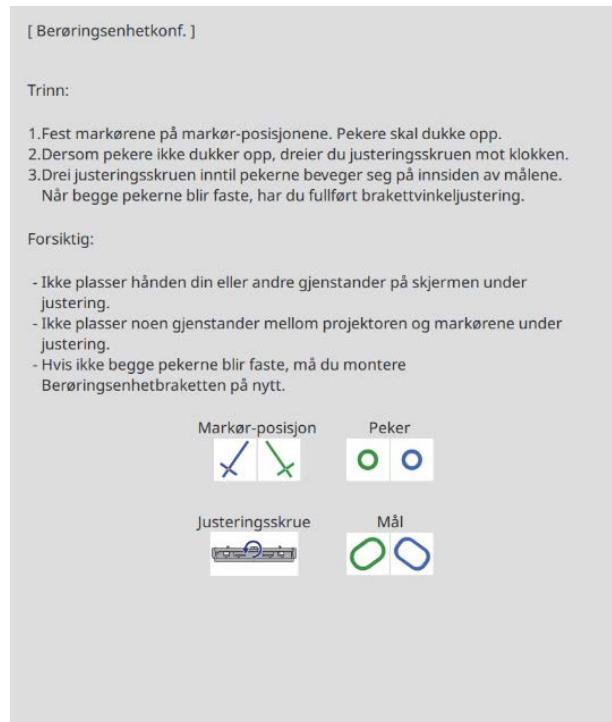 [ Berøringsenhetkonf. ]
Trinn:
1.Fest markørene på markør-posisjonene. Pekere skal dukke opp.
2.Dersom pekere ikke dukker opp, dreier du justeringsskruen mot klokken.
3.Drei justeringsskruen inntil pekerne beveger seg på innsiden av målene.
Når begge pekerne blir faste, har du fullført brakettvinkeljustering.
Forsiktig:
- Ikke plasser hånden din eller andre gjenstander på skjermen under
justering.
- Ikke plasser noen gjenstander mellom projektoren og markørene under
justering.
- Hvis ikke begge pekerne blir faste, må du montere
Berøringsenhetbraketten på nytt.
Markør-posisjon Peker
Justeringsskrue Mål